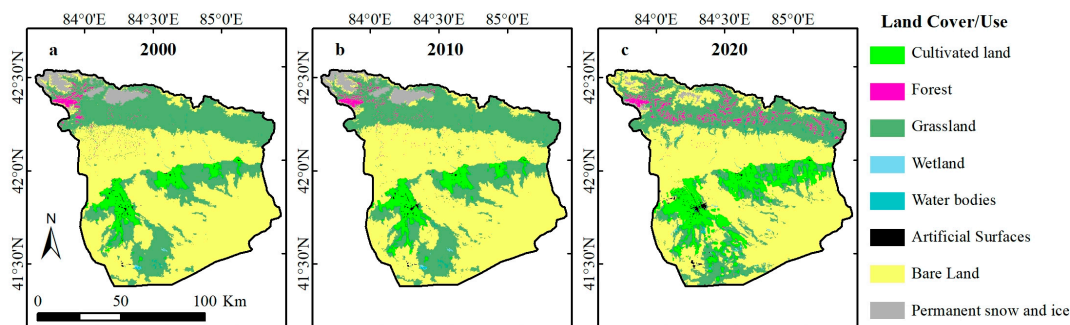 84°0'E 84°30'E 85°0'E
84°0'E 84°30'E 85°0'E
84°0'E 84°30'E 85°0'E
a 2000
b 2010
c 2020
42°30'N
42°0'N
41°30'N
42°30'N
42°0'N
41°30'N
42°30'N
42°0'N
41°30'N
N
0 50 100 Km
Land Cover/Use
Cultivated land
Forest
Grassland
Wetland
Water bodies
Artificial Surfaces
Bare Land
Permanent snow and ice